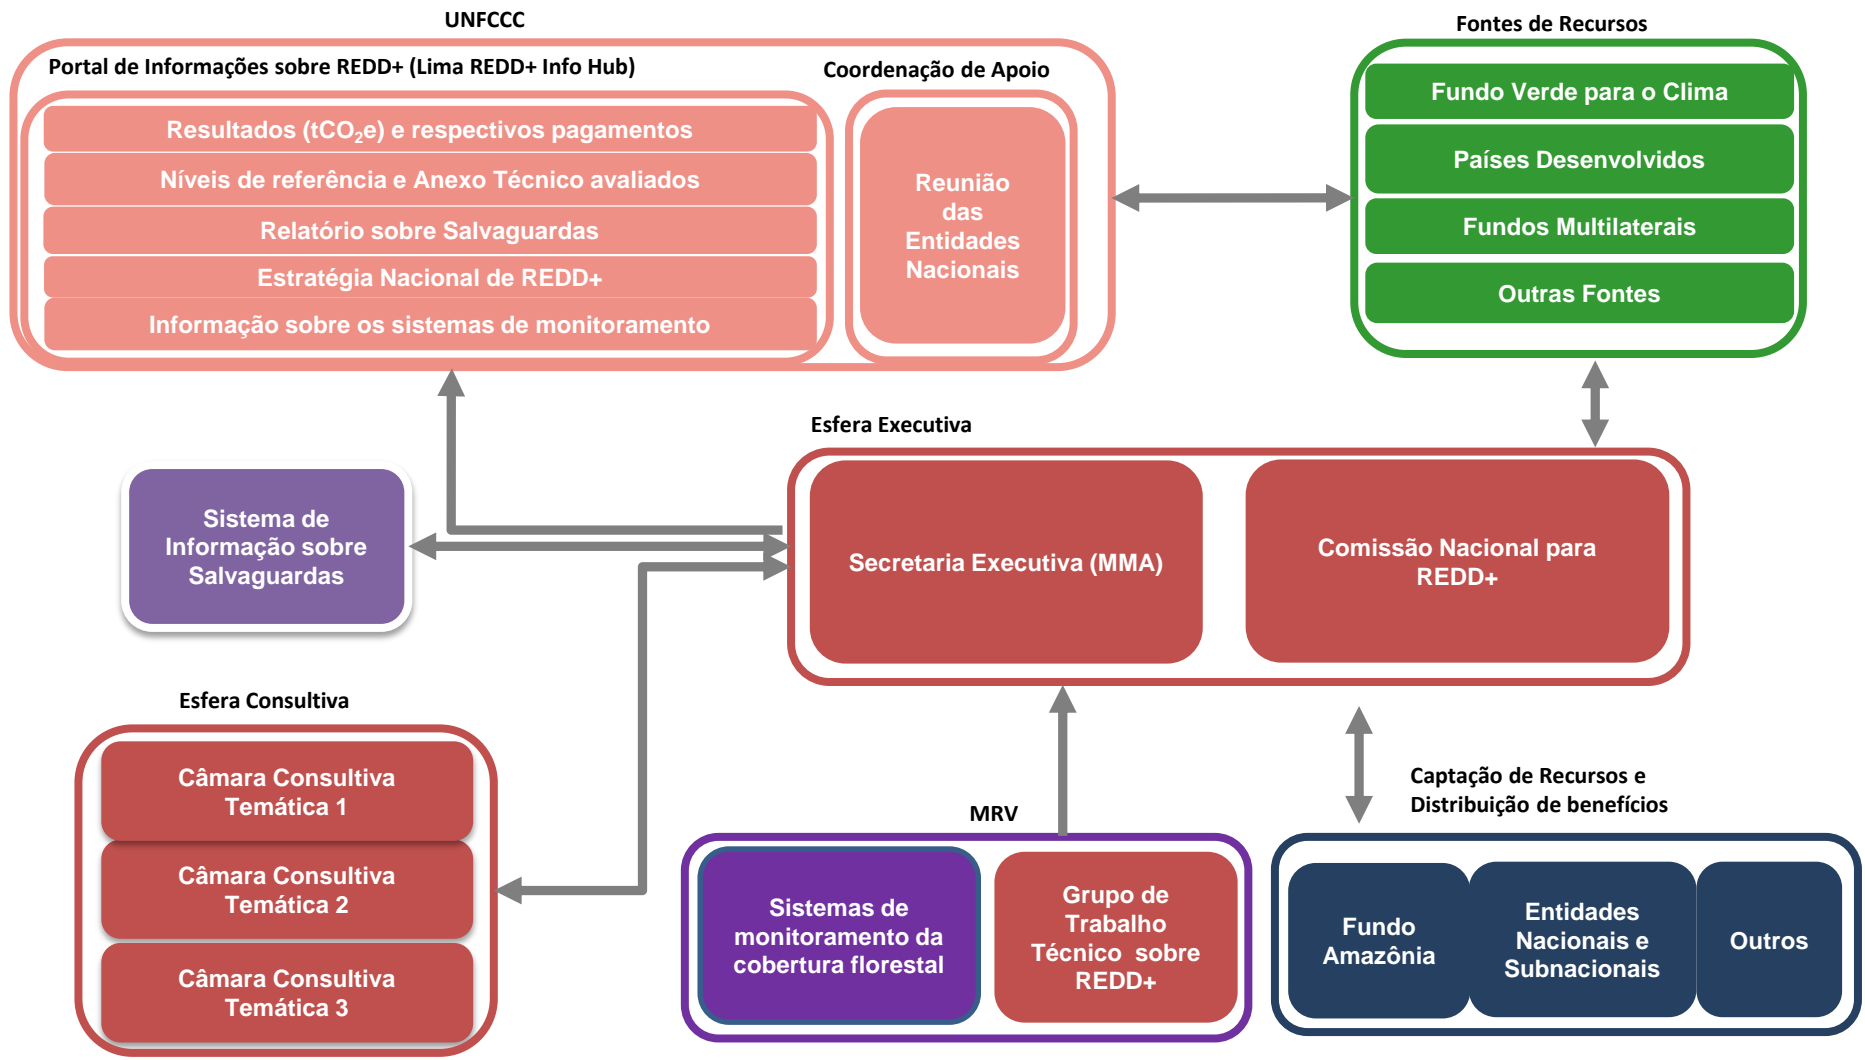 UNFCCC
Portal de Informações sobre REDD+ (Lima REDD+ Info Hub)
Resultados (tCO₂e) e respectivos pagamentos
Níveis de referência e Anexo Técnico avaliados
Relatório sobre Salvaguardas
Estratégia Nacional de REDD+
Informação sobre os sistemas de monitoramento
Coordenação de Apoio
Reunião
das
Entidades
Nacionais
Fontes de Recursos
Fundo Verde para o Clima
Países Desenvolvidos
Fundos Multilaterais
Outras Fontes
Esfera Executiva
Secretaria Executiva (MMA)
Comissão Nacional para
REDD+
Sistema de
Informação sobre
Salvaguardas
Esfera Consultiva
Câmara Consultiva
Temática 1
Câmara Consultiva
Temática 2
Câmara Consultiva
Temática 3
MRV
Sistemas de
monitoramento da
cobertura florestal
Grupo de
Trabalho
Técnico sobre
REDD+
Captação de Recursos e
Distribuição de benefícios
Fundo
Amazônia
Entidades
Nacionais e
Subnacionais
Outros